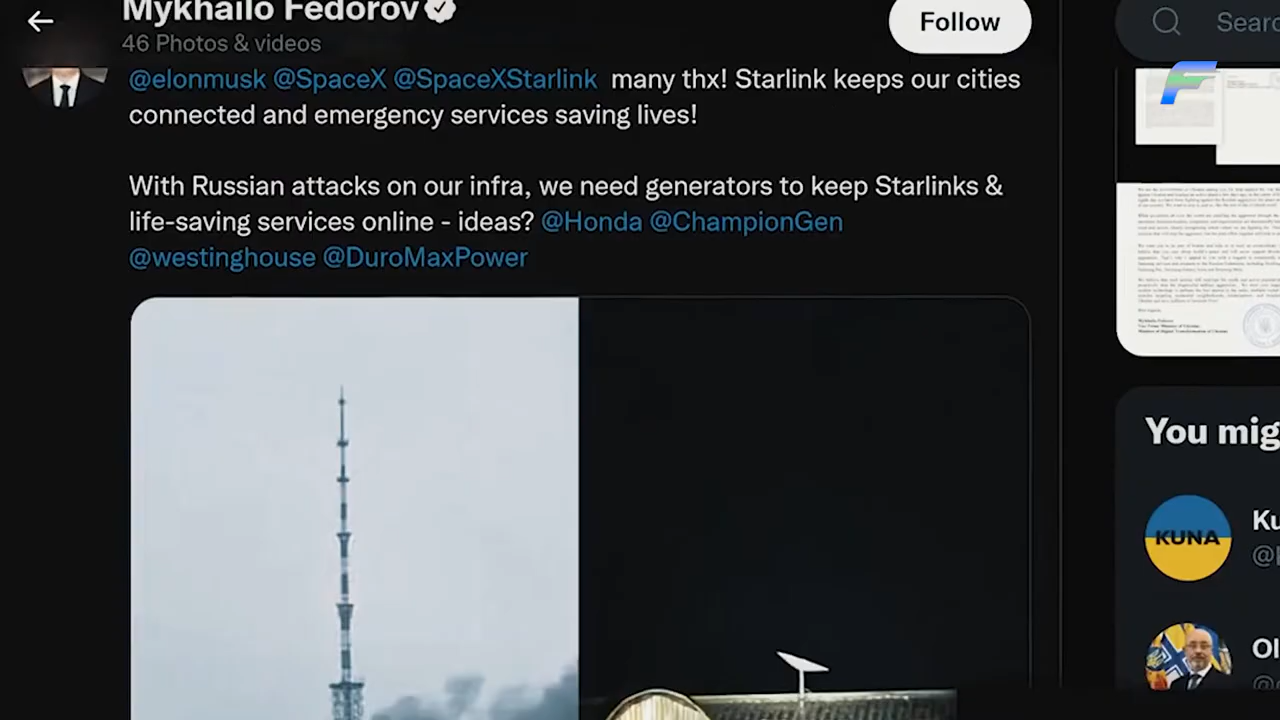 Mykhailo Fedorov
46 Photos & videos
Follow
Sear
@elonmusk @SpaceX @SpaceXStarlink many thx! Starlink keeps our cities
connected and emergency services saving lives!
With Russian attacks on our infra, we need generators to keep Starlinks &
life-saving services online - ideas? @Honda @ChampionGen
@westinghouse @DuroMaxPower
You mig
KUNA
Ku
@
Ol
@